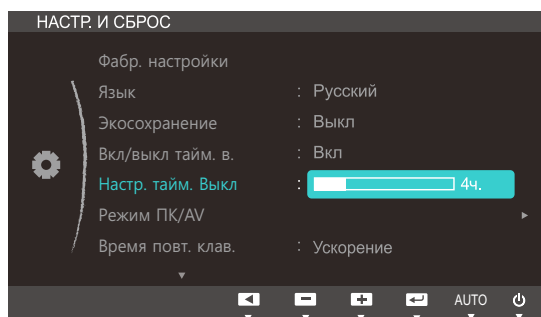 НАСТР. И СБРОС
Фабр. настройки
Язык : Русский
Экосохранение : Выкл
Вкл/выкл тайм. в. : Вкл
Настр. тайм. Выкл : 4ч.
Режим ПК/AV
Время повт. клав. : Ускорение
AUTO